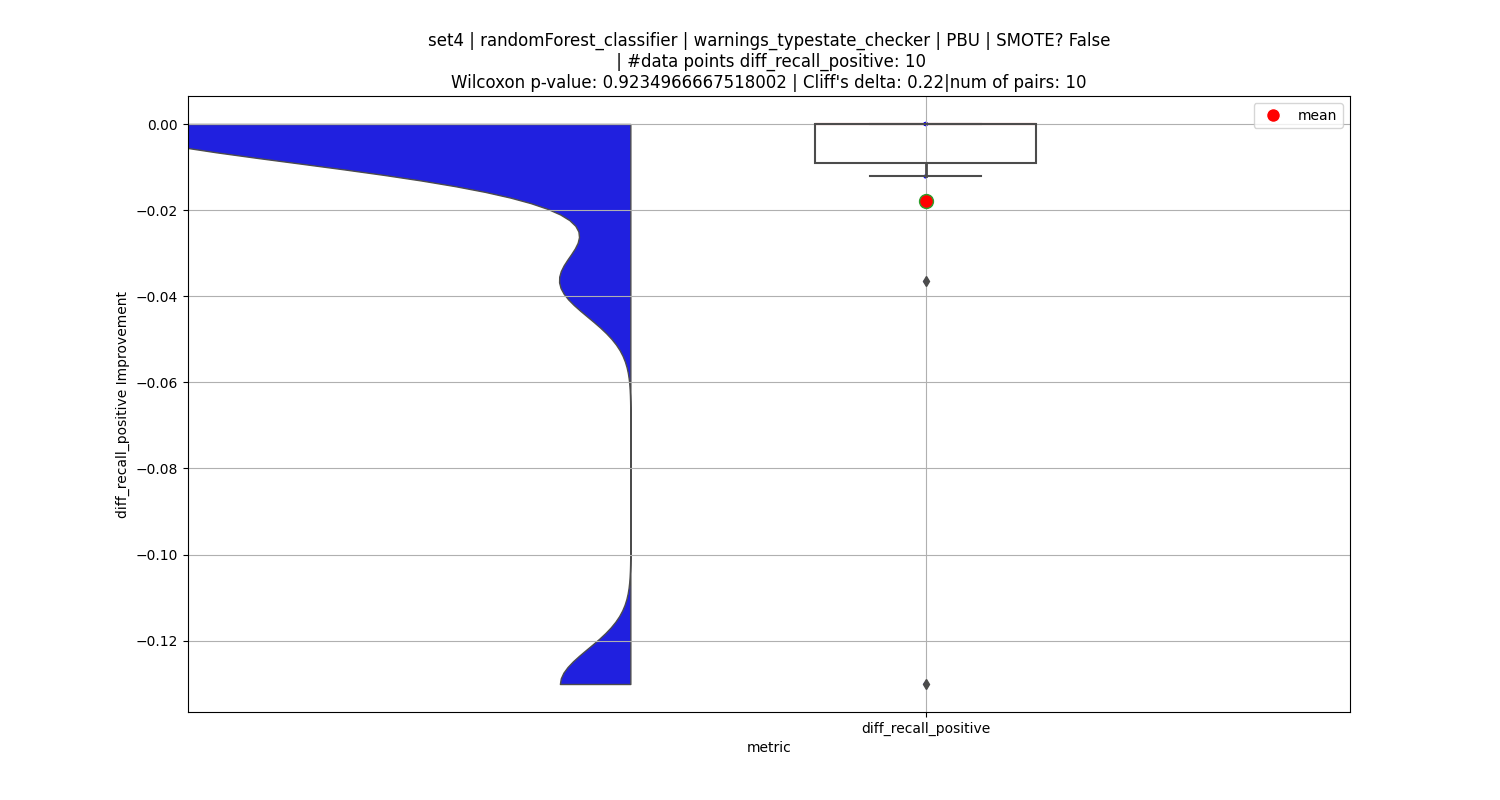 set4 | randomForest_classifier | warnings_typestate_checker | PBU | SMOTE? False
| #data points diff_recall_positive: 10
Wilcoxon p-value: 0.9234966667518002 | Cliff's delta: 0.22|num of pairs: 10
mean
0.00
−0.02
−0.04
−0.06
−0.08
−0.10
−0.12
diff_recall_positive Improvement
diff_recall_positive
metric